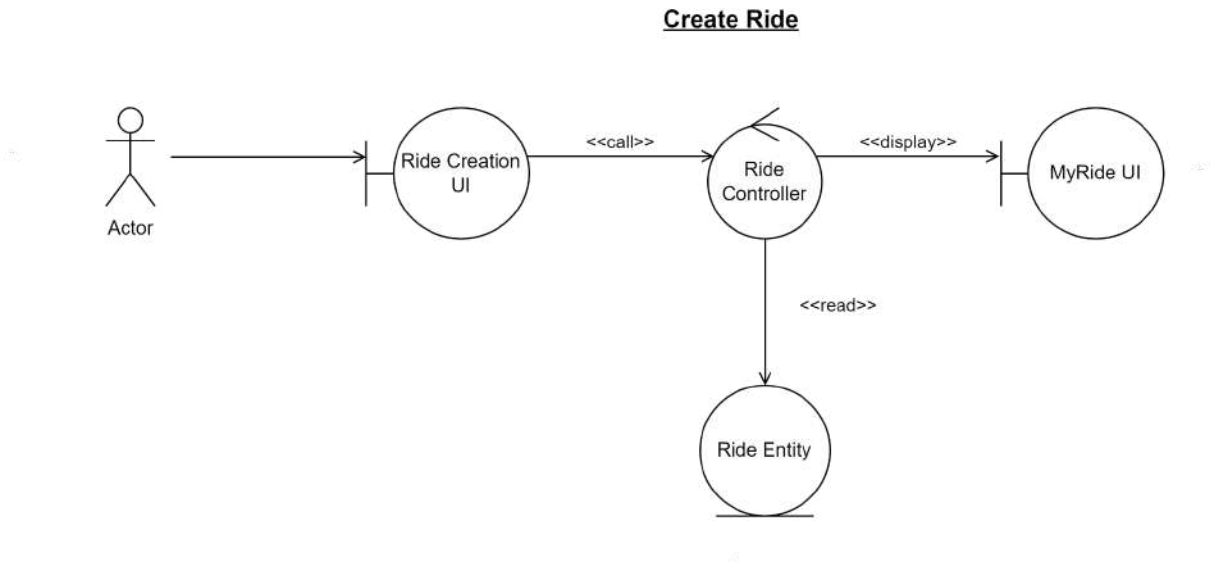 Create Ride
<<call>>
<<display>>
Ride Creation
UI
Ride
Controller
MyRide UI
Actor
<<read>>
Ride Entity